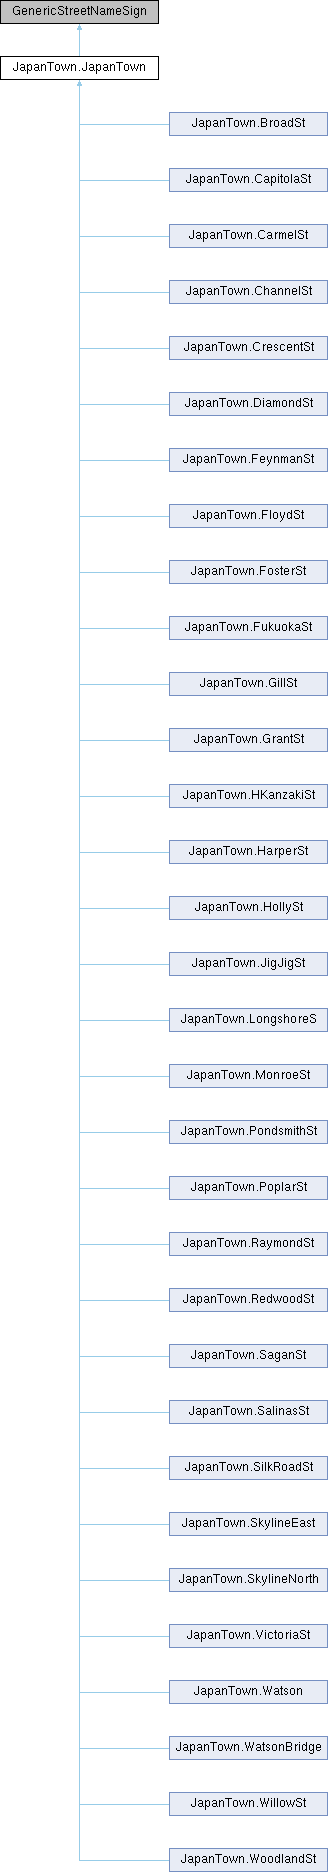 GenericStreetNameSign
JapanTown.JapanTown
JapanTown.BroadSt
JapanTown.CapitolaSt
JapanTown.CarmelSt
JapanTown.ChannelSt
JapanTown.CrescentSt
JapanTown.DiamondSt
JapanTown.FeynmanSt
JapanTown.FloydSt
JapanTown.FosterSt
JapanTown.FukuokaSt
JapanTown.GillSt
JapanTown.GrantSt
JapanTown.HKanzakiSt
JapanTown.HarperSt
JapanTown.HollySt
JapanTown.JigJigSt
JapanTown.LongshoreS
JapanTown.MonroeSt
JapanTown.PondsmithSt
JapanTown.PoplarSt
JapanTown.RaymondSt
JapanTown.RedwoodSt
JapanTown.SaganSt
JapanTown.SalinasSt
JapanTown.SilkRoadSt
JapanTown.SkylineEast
JapanTown.SkylineNorth
JapanTown.VictoriaSt
JapanTown.Watson
JapanTown.WatsonBridge
JapanTown.WillowSt
JapanTown.WoodlandSt